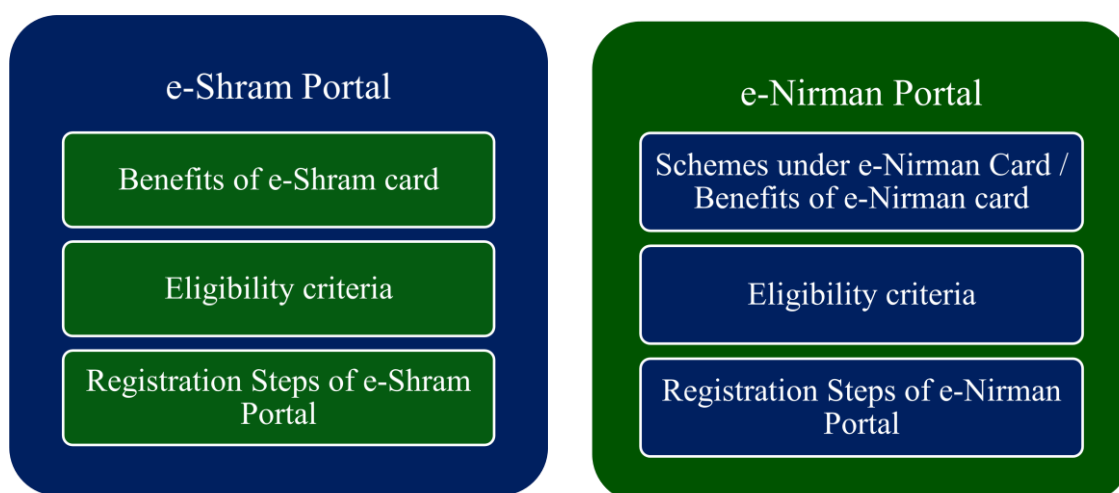 e-Shram Portal
Benefits of e-Shram card
Eligibility criteria
Registration Steps of e-Shram
Portal
e-Nirman Portal
Schemes under e-Nirman Card /
Benefits of e-Nirman card
Eligibility criteria
Registration Steps of e-Nirman
Portal